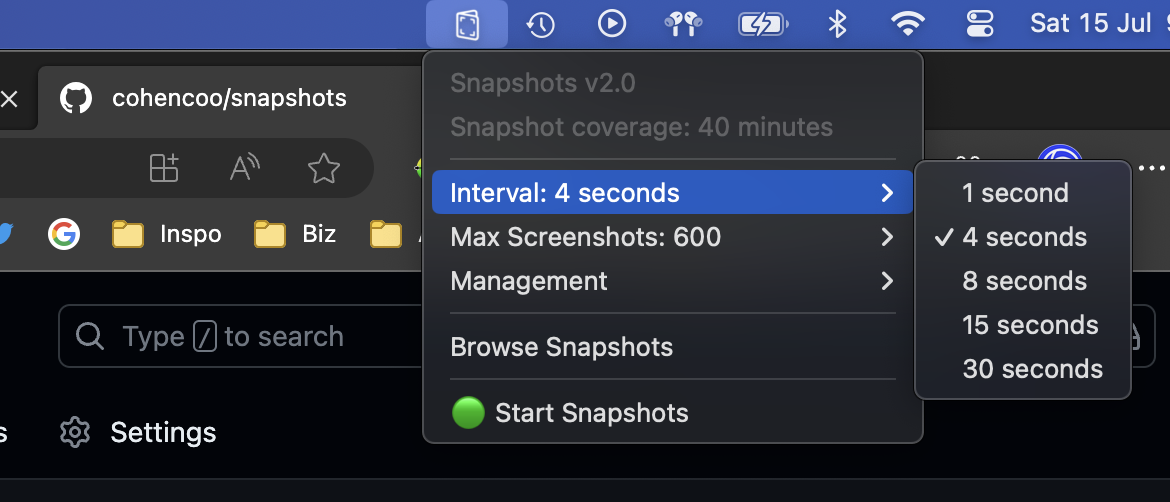 Sat 15 Jul
cohencoo/snapshots
Inspo
Biz
Type / to search
Settings
Snapshots v2.0
Snapshot coverage: 40 minutes
Interval: 4 seconds
Max Screenshots: 600
Management
Browse Snapshots
Start Snapshots
1 second
4 seconds
8 seconds
15 seconds
30 seconds